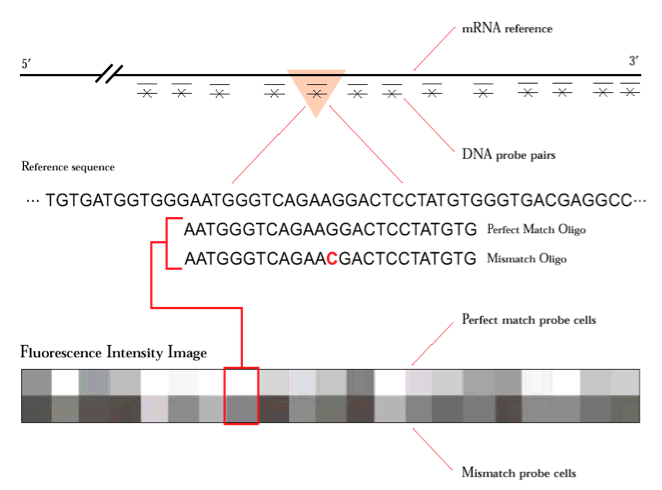 mRNA reference
5′
3′
DNA probe pairs
Reference sequence
··· TGTGATGGTGGGAATGGGTCAGAAGGACTCCTATGTGGGTGACGAGGCC···
AATGGGTCAGAAGGACTCCTATGTG Perfect Match Oligo
AATGGGTCAGAACGACTCCTATGTG Mismatch Oligo
Perfect match probe cells
Fluorescence Intensity Image
Mismatch probe cells